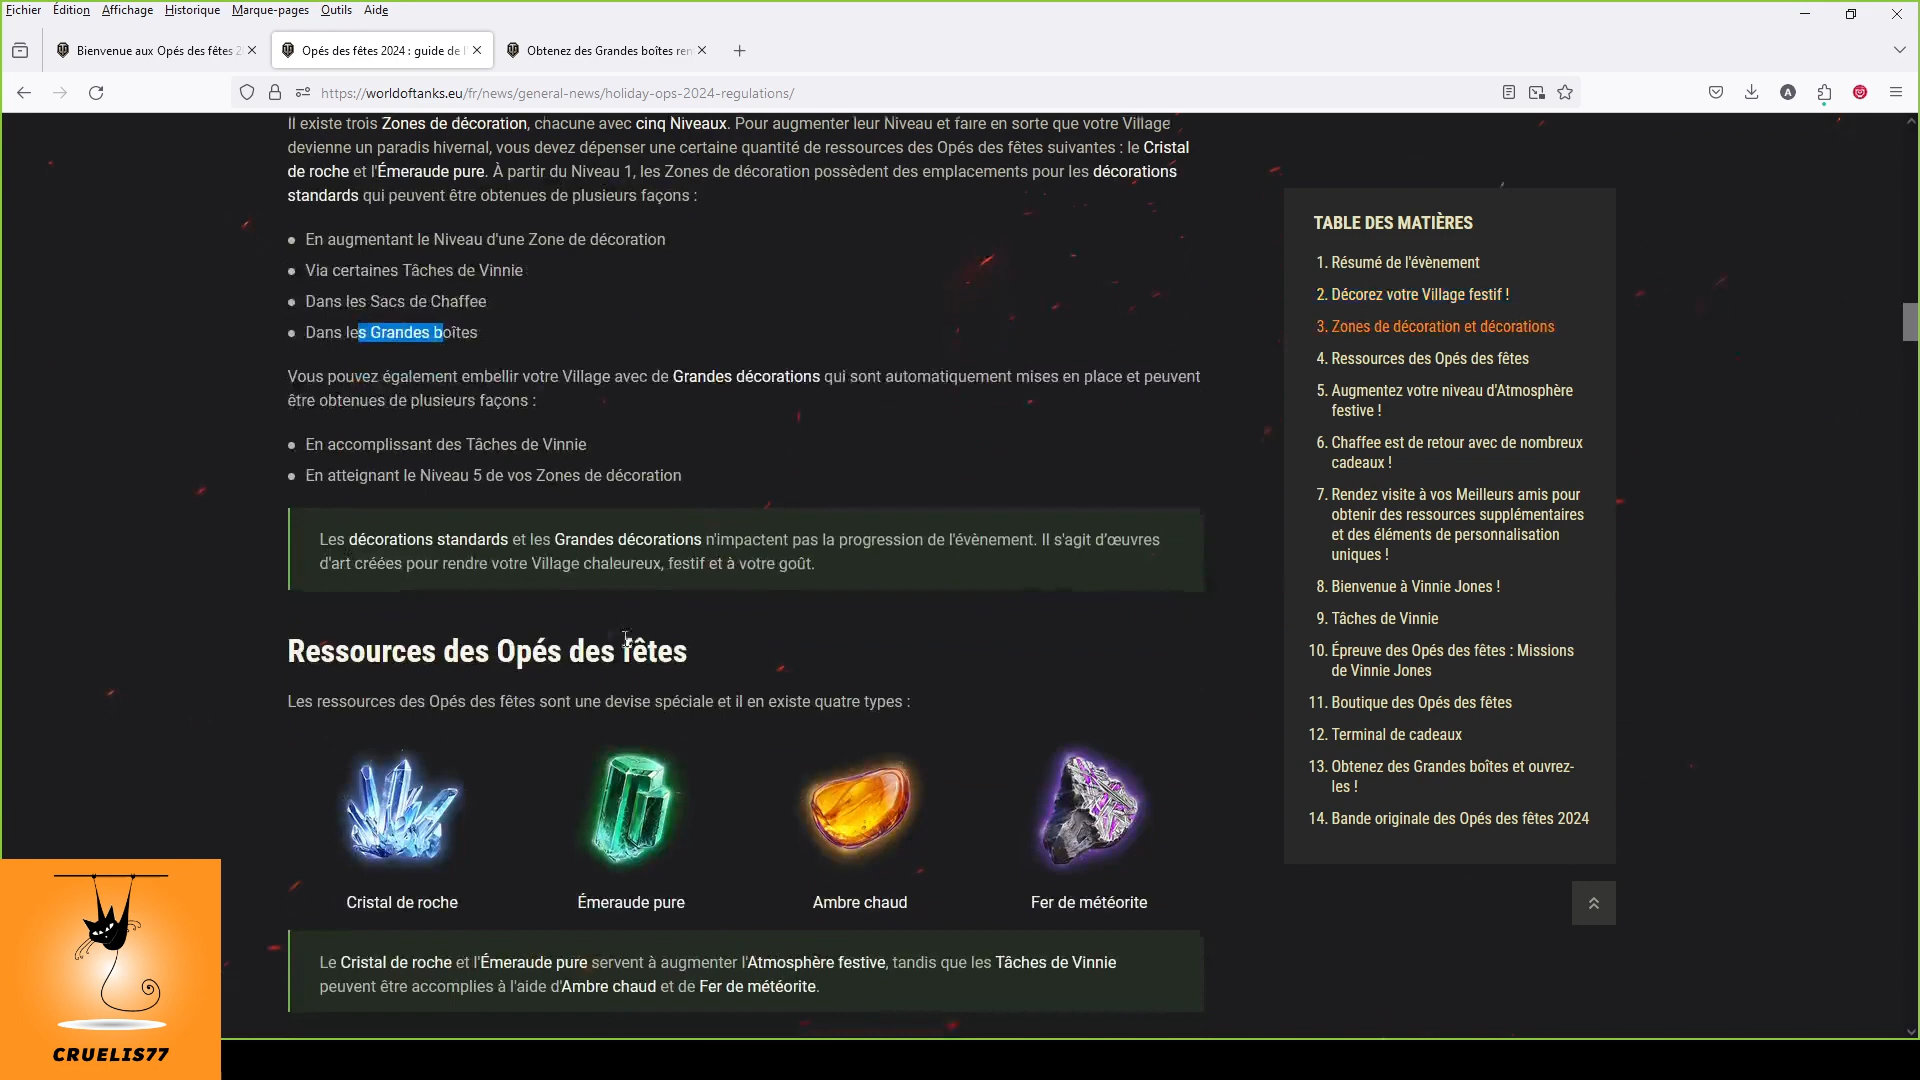 Fichier Édition Affichage Historique Marque-pages Outils Aide
Bienvenue aux Opés des fêtes 2
Opés des fêtes 2024 : guide de l'
Obtenez des Grandes boîtes ren
https://worldoftanks.eu/fr/news/general-news/holiday-ops-2024-regulations/
Il existe trois Zones de décoration, chacune avec cinq Niveaux. Pour augmenter leur Niveau et faire en sorte que votre Village
devienne un paradis hivernal, vous devez dépenser une certaine quantité de ressources des Opés des fêtes suivantes : le Cristal
de roche et l'Émeraude pure. À partir du Niveau 1, les Zones de décoration possèdent des emplacements pour les décorations
standards qui peuvent être obtenues de plusieurs façons :
En augmentant le Niveau d'une Zone de décoration
Via certaines Tâches de Vinnie
Dans les Sacs de Chaffee
Dans les Grandes boîtes
Vous pouvez également embellir votre Village avec de Grandes décorations qui sont automatiquement mises en place et peuvent
être obtenues de plusieurs façons :
En accomplissant des Tâches de Vinnie
En atteignant le Niveau 5 de vos Zones de décoration
Les décorations standards et les Grandes décorations n'impactent pas la progression de l'évènement. Il s'agit d'œuvres
d'art créées pour rendre votre Village chaleureux, festif et à votre goût.
Ressources des Opés des fêtes
Les ressources des Opés des fêtes sont une devise spéciale et il en existe quatre types :
Cristal de roche
Émeraude pure
Ambre chaud
Fer de météorite
Le Cristal de roche et l'Émeraude pure servent à augmenter l'Atmosphère festive, tandis que les Tâches de Vinnie
peuvent être accomplies à l'aide d'Ambre chaud et de Fer de météorite.
TABLE DES MATIÈRES
1. Résumé de l'évènement
2. Décorez votre Village festif !
3. Zones de décoration et décorations
4. Ressources des Opés des fêtes
5. Augmentez votre niveau d'Atmosphère
festive !
6. Chaffee est de retour avec de nombreux
cadeaux !
7. Rendez visite à vos Meilleurs amis pour
obtenir des ressources supplémentaires
et des éléments de personnalisation
uniques !
8. Bienvenue à Vinnie Jones !
9. Tâches de Vinnie
10. Épreuve des Opés des fêtes : Missions
de Vinnie Jones
11. Boutique des Opés des fêtes
12. Terminal de cadeaux
13. Obtenez des Grandes boîtes et ouvrez-
les !
14. Bande originale des Opés des fêtes 2024
CRUELIS77